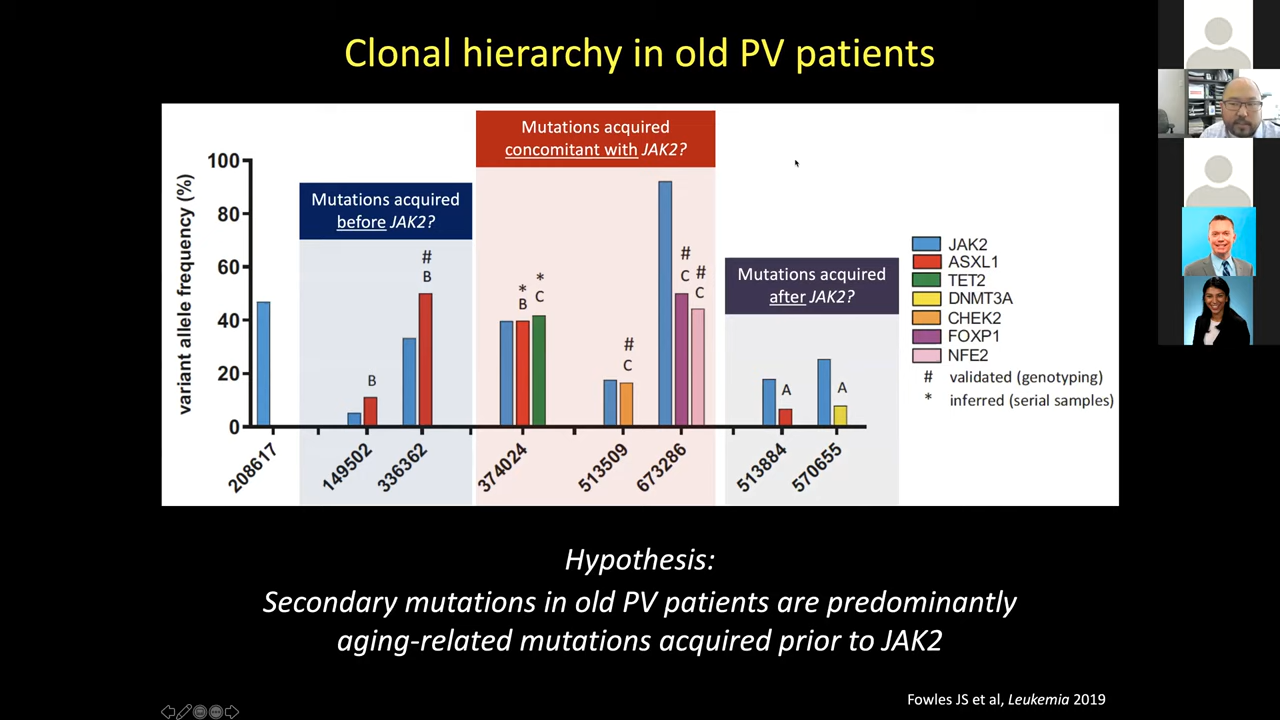 Clonal hierarchy in old PV patients
Mutations acquired
concomitant with JAK2?
Mutations acquired
before JAK2?
Mutations acquired
after JAK2?
variant allele frequency (%)
100
80
60
40
20
0
B
#
B
*
B
*
C
#
C
#
C
#
C
A
A
208617
149502
336362
374024
513509
673286
513884
570655
JAK2
ASXL1
TET2
DNMT3A
CHEK2
FOXP1
NFE2
# validated (genotyping)
* inferred (serial samples)
Hypothesis:
Secondary mutations in old PV patients are predominantly
aging-related mutations acquired prior to JAK2
Fowles JS et al, Leukemia 2019